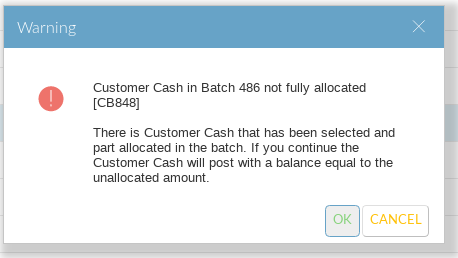 Warning
Customer Cash in Batch 486 not fully allocated
[CB848]
There is Customer Cash that has been selected and
part allocated in the batch. If you continue the
Customer Cash will post with a balance equal to the
unallocated amount.
OK CANCEL